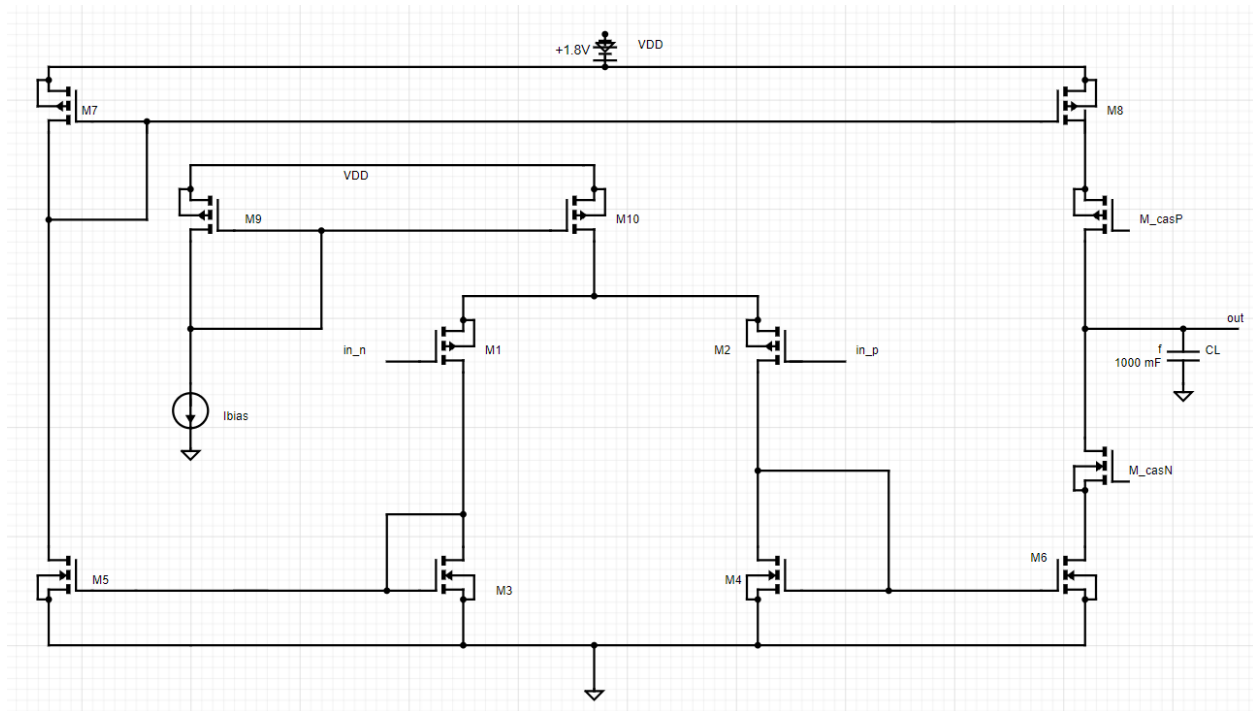 VDD
+1.8V
M7
M8
VDD
M9
M10
M_casP
out
in_n
M1
M2
in_p
f
CL
1000 mF
Ibias
M_casN
M6
M5
M3
M4